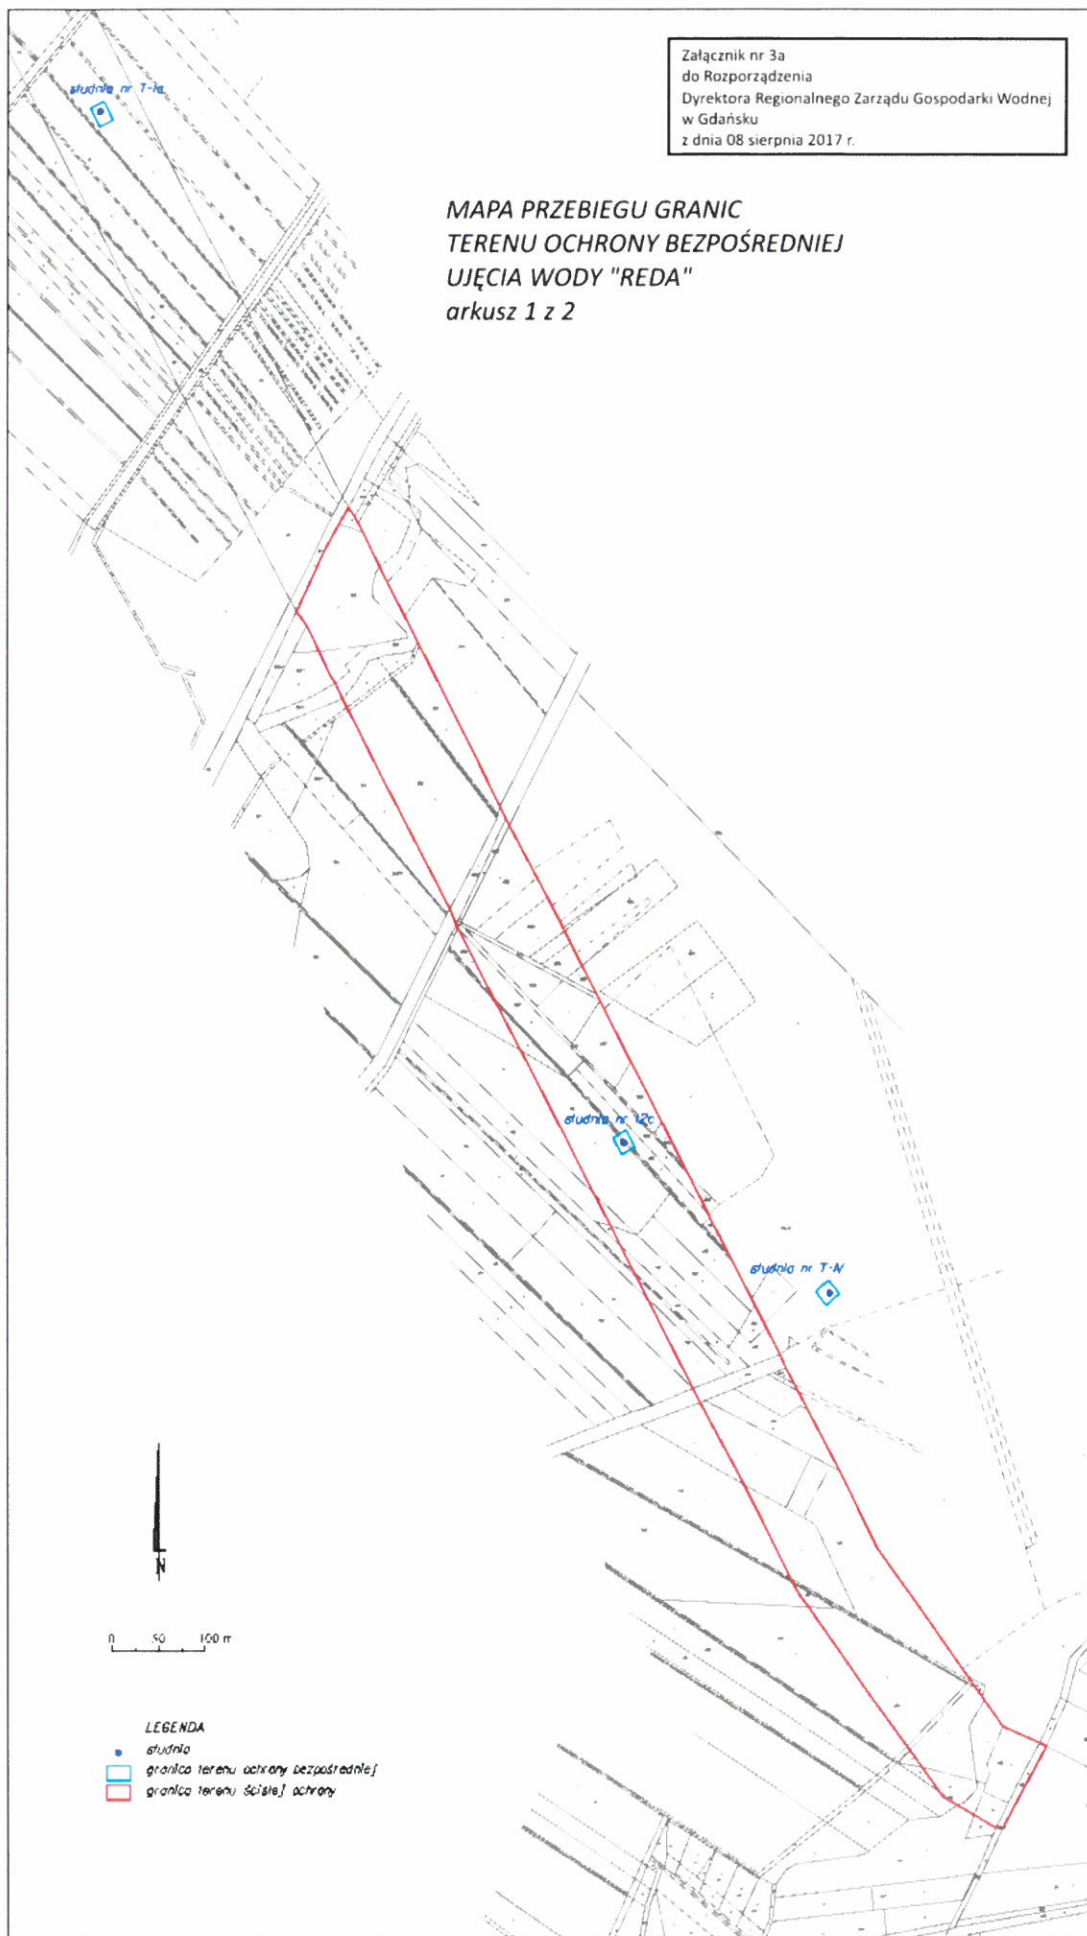 Załącznik nr 3a
do Rozporządzenia
Dyrektora Regionalnego Zarządu Gospodarki Wodnej
w Gdańsku
z dnia 08 sierpnia 2017 r.
MAPA PRZEBIEGU GRANIC
TERENU OCHRONY BEZPOŚREDNIEJ
UJĘCIA WODY "REDA"
arkusz 1 z 2
studnia nr T-Ia
studnia nr 12c
studnia nr T-IV
N
0 50 100 m
LEGENDA
studnia
granica terenu ochrony bezpośredniej
granica terenu ścisłej ochrony